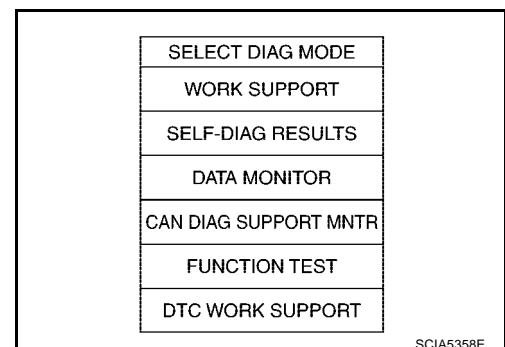 SELECT DIAG MODE
WORK SUPPORT
SELF-DIAG RESULTS
DATA MONITOR
CAN DIAG SUPPORT MNTR
FUNCTION TEST
DTC WORK SUPPORT
SCIA5358E